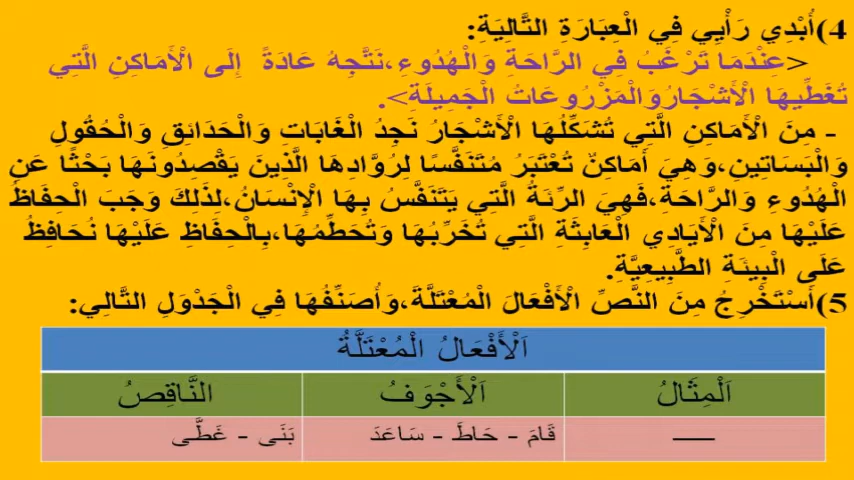 4)أُبْدِي رَأْيِي فِي الْعِبَارَةِ التَّالِيَةِ:
<عِنْدَمَا تَرْغَبُ فِي الرَّاحَةِ وَالْهُدُوءِ،نَتَّجِهُ عَادَةً إِلَى الْأَمَاكِنِ الَّتِي
تُغَطِّيهَا الْأَشْجَارُوَالْمَزْرُوعَاتُ الْجَمِيلَة>.
- مِنَ الْأَمَاكِنِ الَّتِي تُشَكِّلُهَا الْأَشْجَارُ نَجِدُ الْغَابَاتِ وَالْحَدَائِقِ وَالْحُقُولِ
وَالْبَسَاتِينِ،وَهِيَ أَمَاكِنٌ تُعْتَبَرُ مُتَنَفَّسًا لِرُوَّادِهَا الَّذِينَ يَقْصِدُونَهَا بَحْثًا عَنِ
الْهُدُوءِ وَالرَّاحَةِ،فَهِيَ الرِّئَةُ الَّتِي يَتَنَفَّسُ بِهَا الإِنْسَانُ،لِذَلِكَ وَجَبَ الْحِفَاظُ
عَلَيْهَا مِنَ الْأَيَادِي الْعَابِثَةِ الَّتِي تُخَرِّبُهَا وَتُحَطِّمُهَا،بِالْحِفَاظِ عَلَيْهَا نُحَافِظُ
عَلَى الْبِيئَةِ الطَّبِيعِيَّةِ.
5)أَسْتَخْرِجُ مِنَ النَّصِّ الْأَفْعَالَ الْمُعْتَلَّةَ،وَأُصَنِّفُهَا فِي الْجَدْوَلِ التَّالِي:
اَلْأَفْعَالُ الْمُعْتَلَّةُ
اَلْمِثَالُ اَلْأَجْوَفُ النَّاقِصُ
— قَامَ - حَاطَ - سَاعَدَ بَنَى - غَطَّى